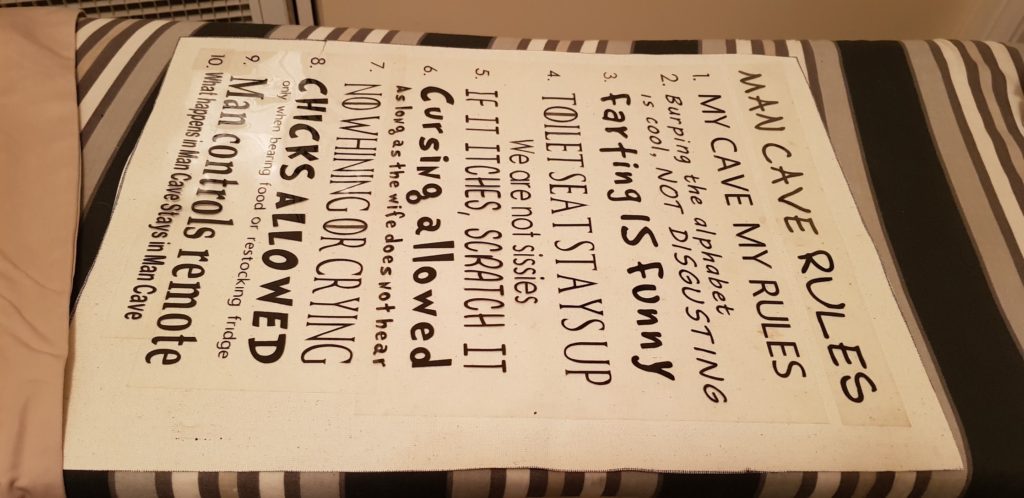 MAN CAVE RULES
1. MY CAVE MY RULES
2. Burping the alphabet
is cool, NOT DISGUSTING
3. farting IS funny
4. TOILET SEAT STAYS UP
We are not sissies
5. IF IT ITCHES, SCRATCH IT
6. Cursing allowed
As long as the wife does not hear
7. NO WHINING OR CRYING
8. CHICKS ALLOWED
only when bearing food or restocking fridge
9. Man controls remote
10. What happens in Man Cave Stays in Man Cave